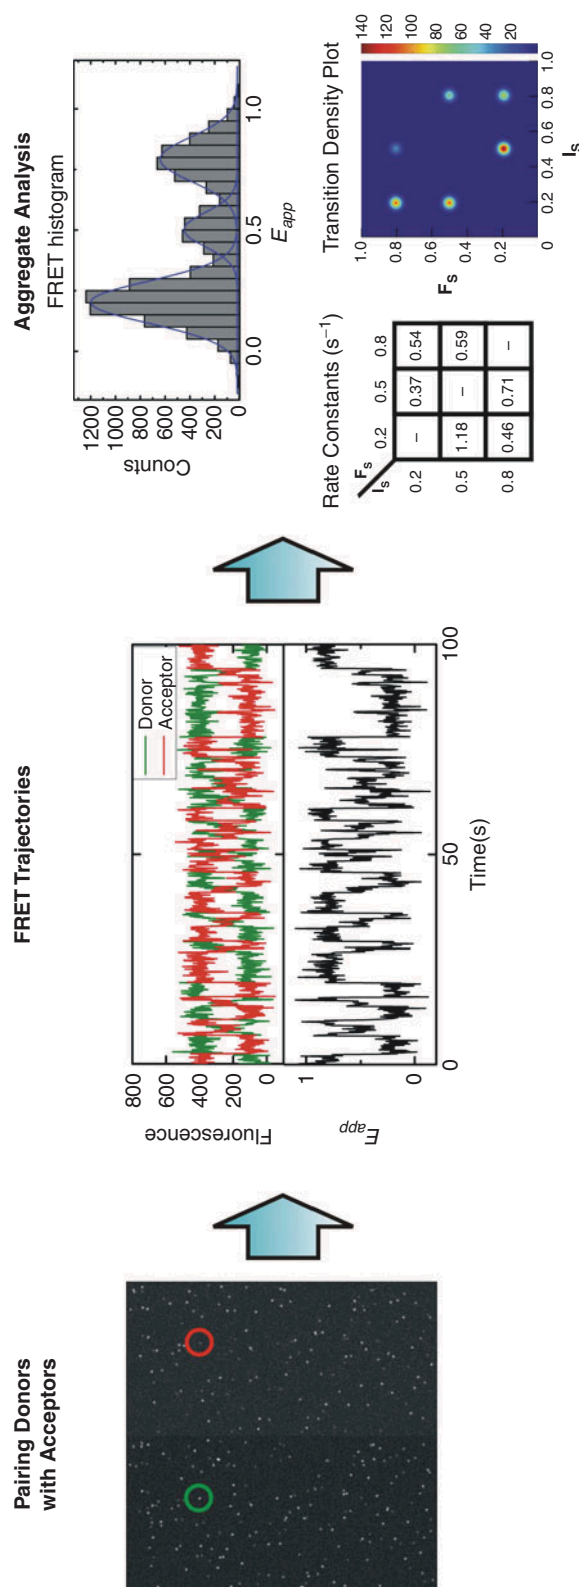 Pairing Donors
with Acceptors
FRET Trajectories
Fluorescence
800
600
400
200
0
Donor
Acceptor
E_app
1
0
0
50
100
Time(s)
Aggregate Analysis
FRET histogram
Counts
1200
1000
800
600
400
200
0
0.0
0.5
1.0
E_app
Rate Constants (s⁻¹)
F_S
I_S
0.2 0.5 0.8
0.2 – 0.37 0.54
0.5 1.18 – 0.59
0.8 0.46 0.71 –
Transition Density Plot
F_S
1.0
0.8
0.6
0.4
0.2
0
0.2 0.4 0.6 0.8 1.0
I_S
140
120
100
80
60
40
20